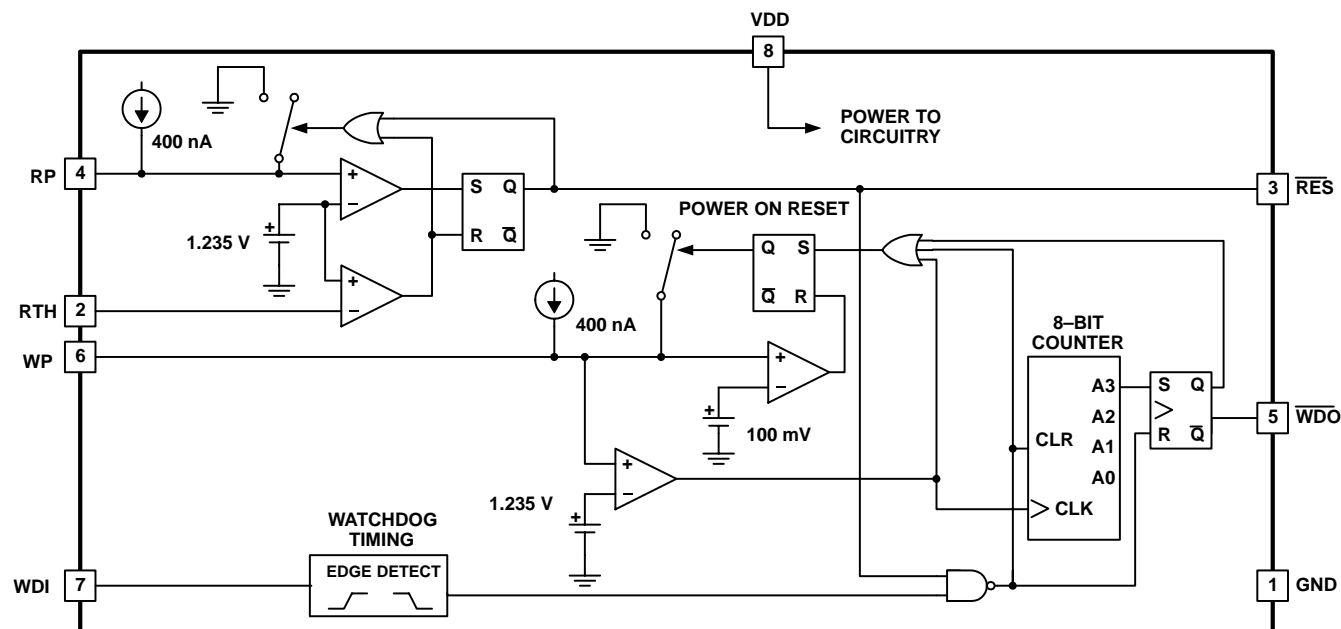 VDD
8
POWER TO
CIRCUITRY
400 nA
RP 4
+
−
S Q
R Q̅
3 R̅E̅S̅
+
1.235 V
+
−
RTH 2
POWER ON RESET
Q S
Q̅ R
400 nA
WP 6
+
−
+
100 mV
8–BIT
COUNTER
A3
A2
A1
A0
CLR
CLK
S Q
R Q̅
5 W̅D̅O̅
+
−
1.235 V
+
WATCHDOG
TIMING
EDGE DETECT
WDI 7
1 GND